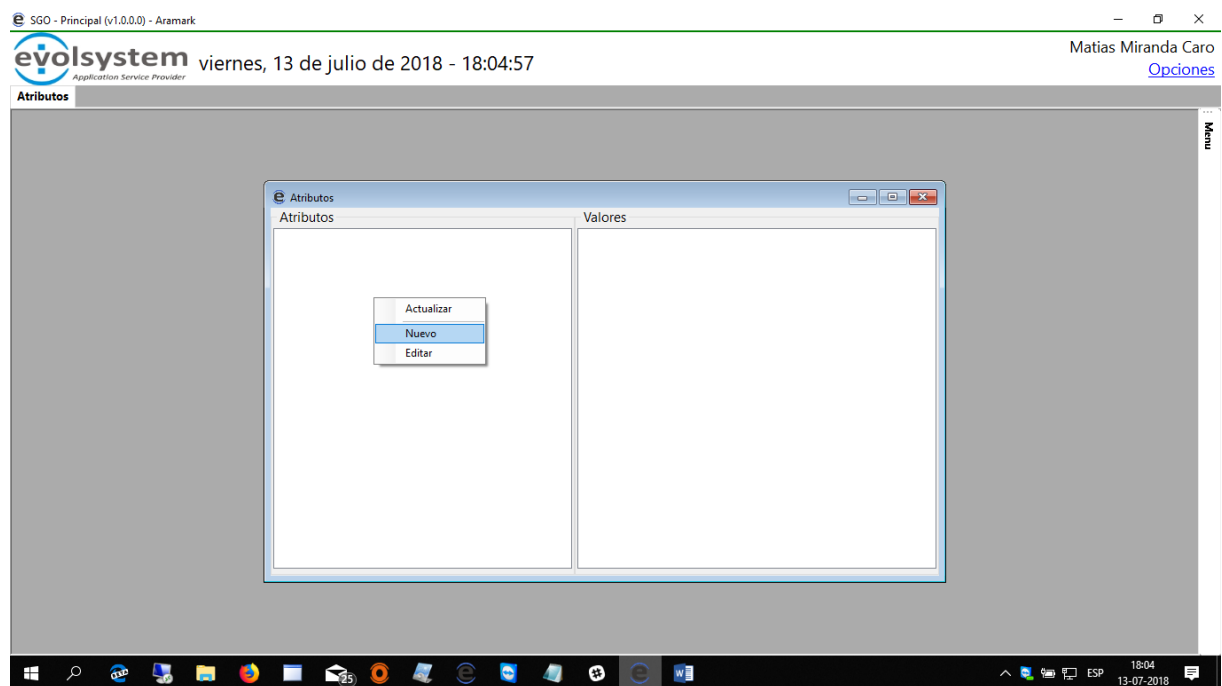 SGO - Principal (v1.0.0.0) - Aramark
evolsystem
Application Service Provider
viernes, 13 de julio de 2018 - 18:04:57
Matias Miranda Caro
Opciones
Atributos
Menu
Atributos
Atributos
Valores
Actualizar
Nuevo
Editar
25
ESP
18:04
13-07-2018